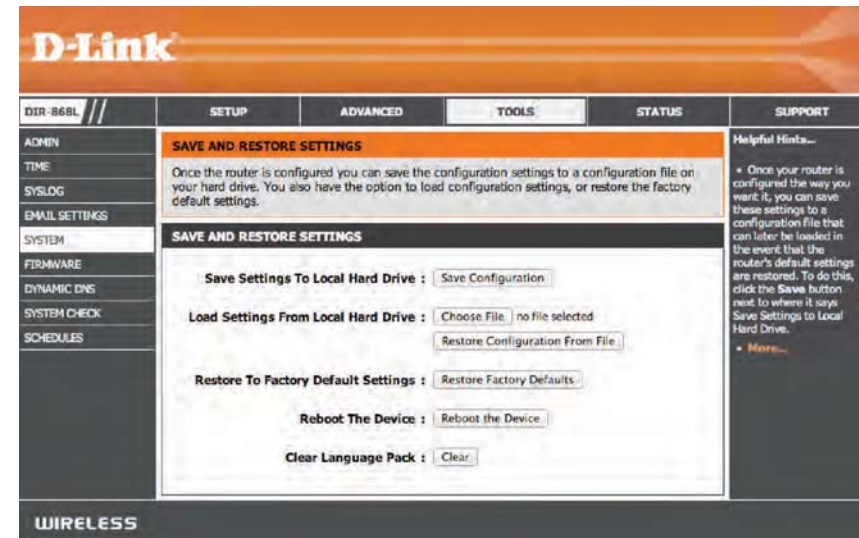 D-Link
DIR-868L //
SETUP
ADVANCED
TOOLS
STATUS
SUPPORT
ADMIN
TIME
SYSLOG
EMAIL SETTINGS
SYSTEM
FIRMWARE
DYNAMIC DNS
SYSTEM CHECK
SCHEDULES
SAVE AND RESTORE SETTINGS
Once the router is configured you can save the configuration settings to a configuration file on
your hard drive. You also have the option to load configuration settings, or restore the factory
default settings.
SAVE AND RESTORE SETTINGS
Save Settings To Local Hard Drive : Save Configuration
Load Settings From Local Hard Drive : Choose File no file selected
Restore Configuration From File
Restore To Factory Default Settings : Restore Factory Defaults
Reboot The Device : Reboot the Device
Clear Language Pack : Clear
Helpful Hints...
• Once your router is
configured the way you
want it, you can save
these settings to a
configuration file that
can later be loaded in
the event that the
router's default settings
are restored. To do this,
click the Save button
next to where it says
Save Settings to Local
Hard Drive.
• More...
WIRELESS